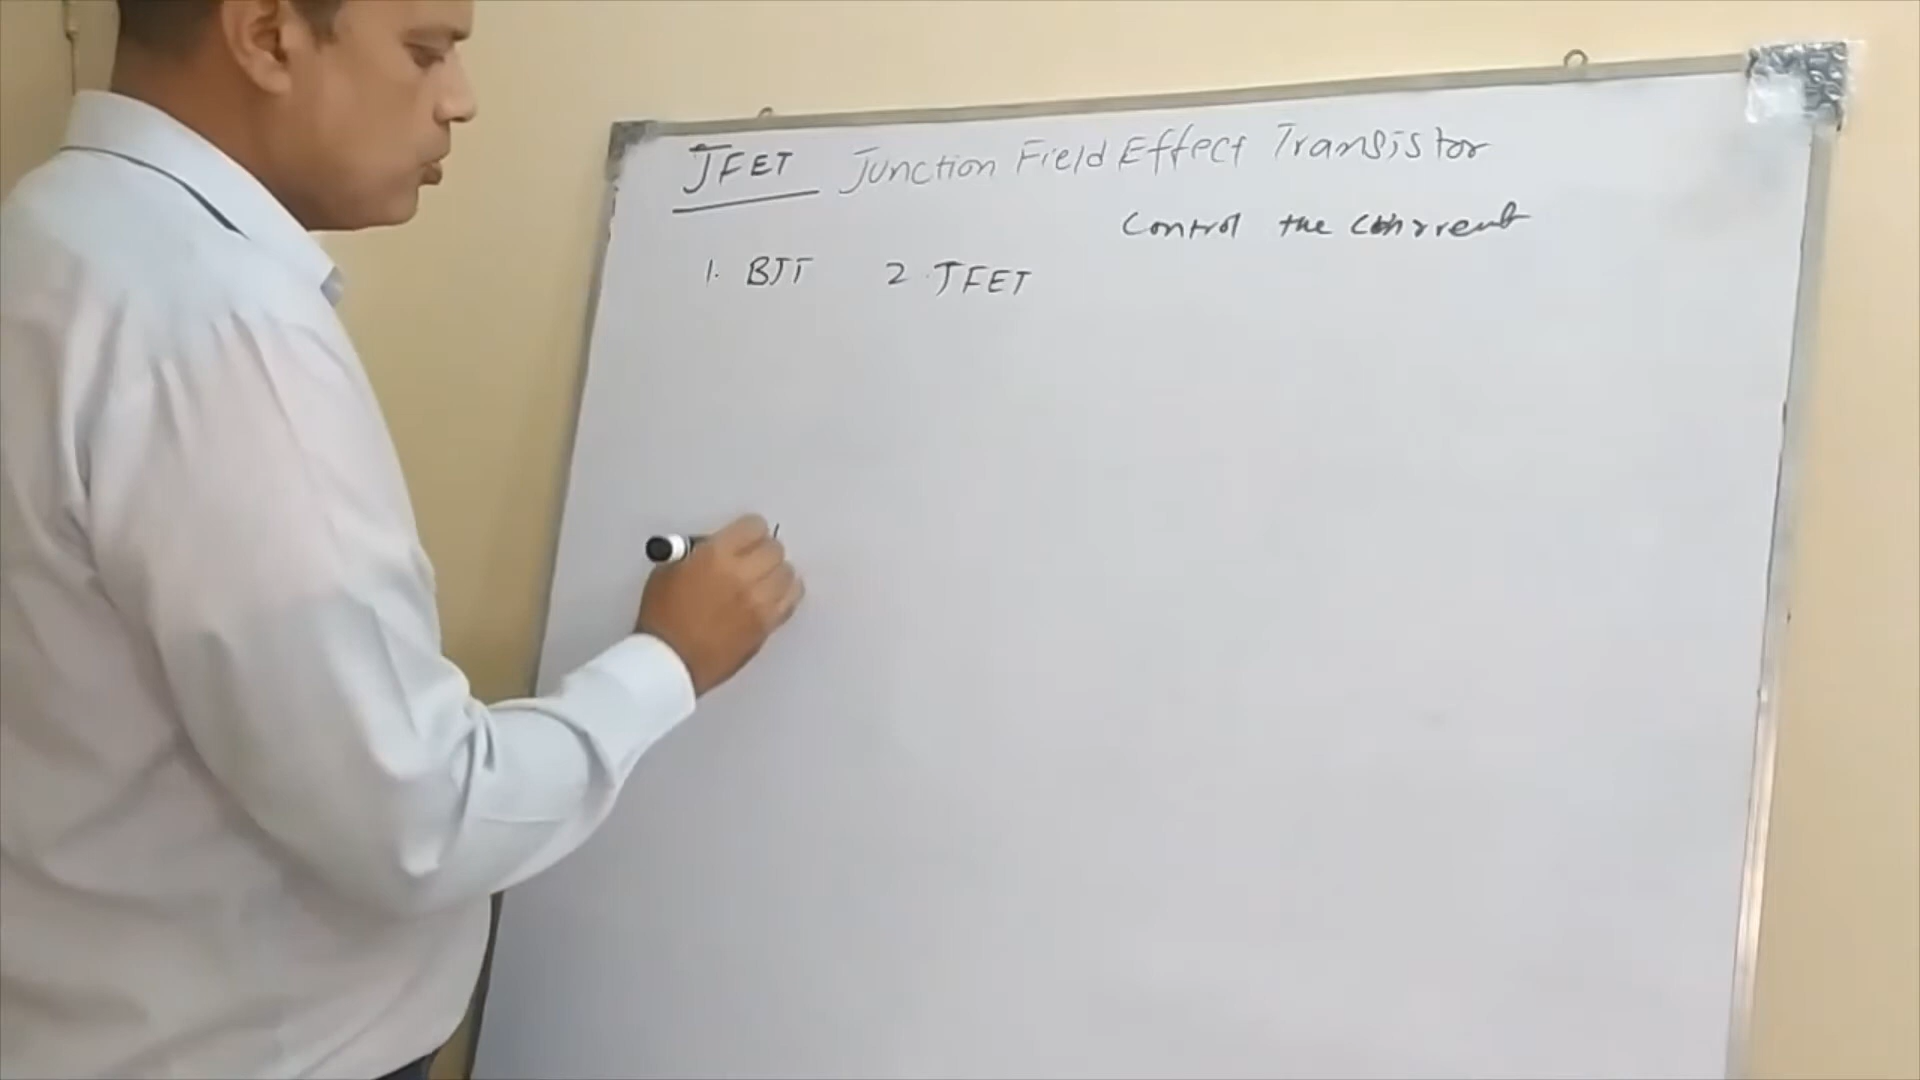 JFET Junction Field Effect Transistor
Control the Current
1. BJT 2. JFET